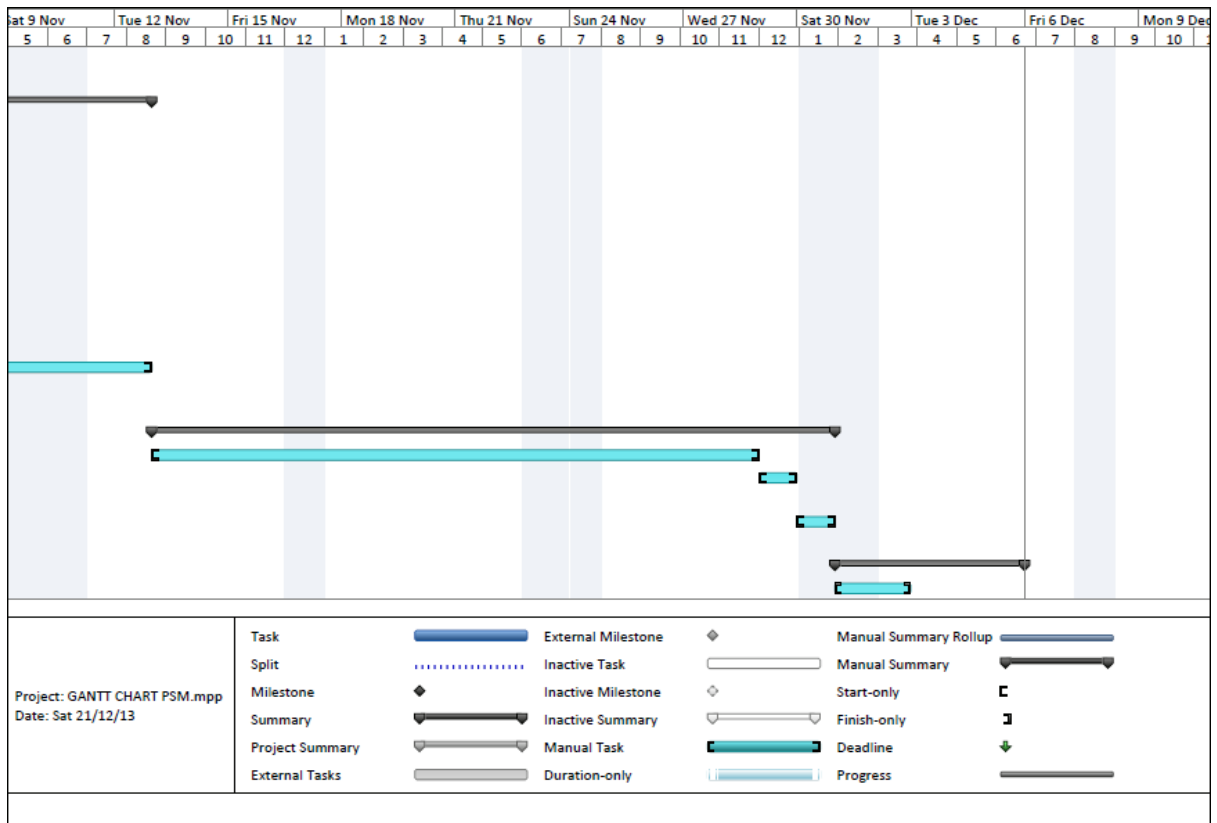 Sat 9 Nov Tue 12 Nov Fri 15 Nov Mon 18 Nov Thu 21 Nov Sun 24 Nov Wed 27 Nov Sat 30 Nov Tue 3 Dec Fri 6 Dec Mon 9 Dec
5 6 7 8 9 10 11 12 1 2 3 4 5 6 7 8 9 10 11 12 1 2 3 4 5 6 7 8 9 10
Project: GANTT CHART PSM.mpp
Date: Sat 21/12/13
Task
Split
Milestone
Summary
Project Summary
External Tasks
External Milestone
Inactive Task
Inactive Milestone
Inactive Summary
Manual Task
Duration-only
Manual Summary Rollup
Manual Summary
Start-only
Finish-only
Deadline
Progress